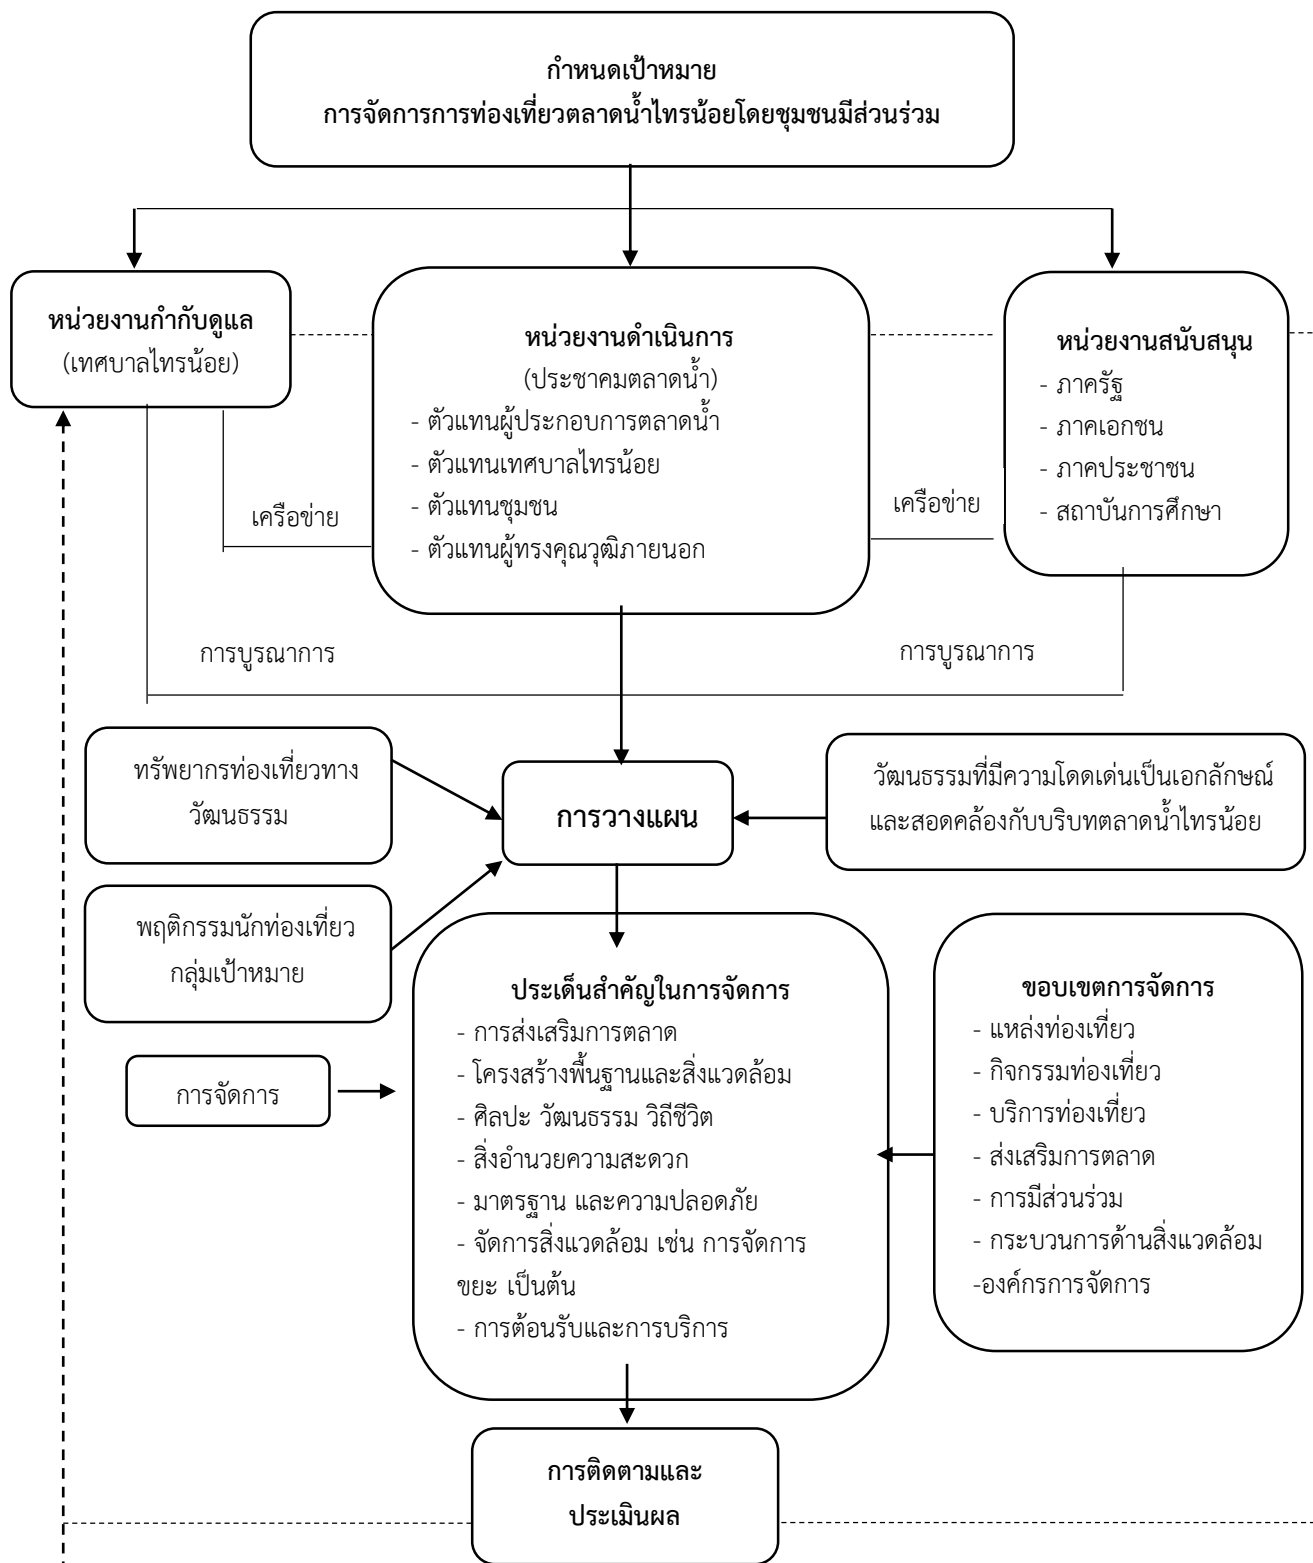 กำหนดเป้าหมาย
การจัดการการท่องเที่ยวตลาดน้ำไทรน้อยโดยชุมชนมีส่วนร่วม
หน่วยงานกำกับดูแล
(เทศบาลไทรน้อย)
หน่วยงานดำเนินการ
(ประชาคมตลาดน้ำ)
- ตัวแทนผู้ประกอบการตลาดน้ำ
- ตัวแทนเทศบาลไทรน้อย
- ตัวแทนชุมชน
- ตัวแทนผู้ทรงคุณวุฒิภายนอก
หน่วยงานสนับสนุน
- ภาครัฐ
- ภาคเอกชน
- ภาคประชาชน
- สถาบันการศึกษา
เครือข่าย
เครือข่าย
การบูรณาการ
การบูรณาการ
ทรัพยากรท่องเที่ยวทาง
วัฒนธรรม
การวางแผน
วัฒนธรรมที่มีความโดดเด่นเป็นเอกลักษณ์
และสอดคล้องกับบริบทตลาดน้ำไทรน้อย
พฤติกรรมนักท่องเที่ยว
กลุ่มเป้าหมาย
การจัดการ
ประเด็นสำคัญในการจัดการ
- การส่งเสริมการตลาด
- โครงสร้างพื้นฐานและสิ่งแวดล้อม
- ศิลปะ วัฒนธรรม วิถีชีวิต
- สิ่งอำนวยความสะดวก
- มาตรฐาน และความปลอดภัย
- จัดการสิ่งแวดล้อม เช่น การจัดการ
ขยะ เป็นต้น
- การต้อนรับและการบริการ
ขอบเขตการจัดการ
- แหล่งท่องเที่ยว
- กิจกรรมท่องเที่ยว
- บริการท่องเที่ยว
- ส่งเสริมการตลาด
- การมีส่วนร่วม
- กระบวนการด้านสิ่งแวดล้อม
-องค์กรการจัดการ
การติดตามและ
ประเมินผล